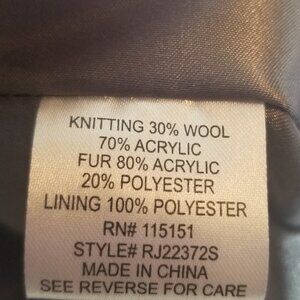 KNITTING 30% WOOL
70% ACRYLIC
FUR 80% ACRYLIC
20% POLYESTER
LINING 100% POLYESTER
RN# 115151
STYLE# RJ22372S
MADE IN CHINA
SEE REVERSE FOR CARE